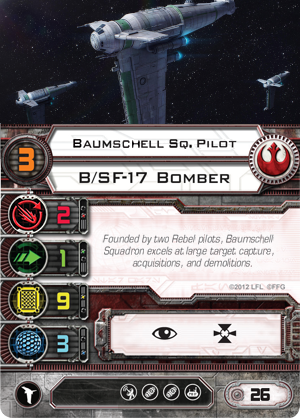 Baumschell Sq. Pilot
3
B/SF-17 Bomber
2
Founded by two Rebel pilots, Baumschell
Squadron excels at large target capture,
acquisitions, and demolitions.
1
©2012 LFL ©FFG
9
3
26